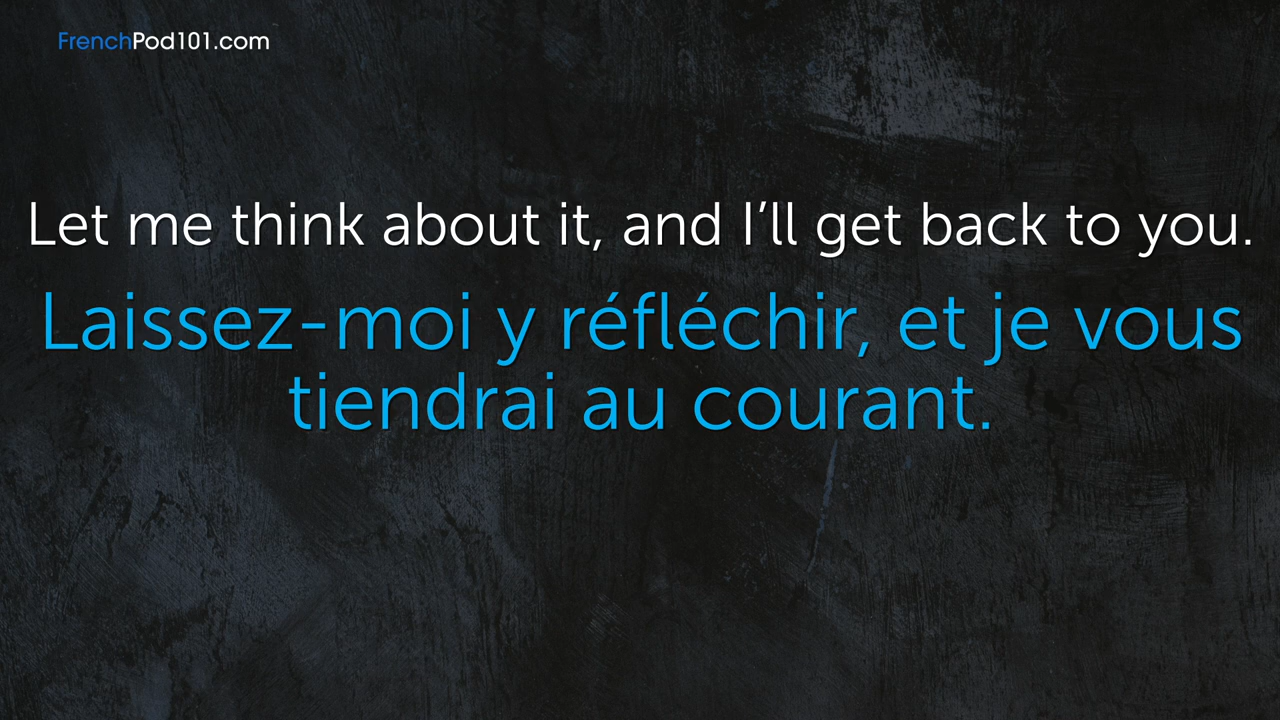 FrenchPod101.com
Let me think about it, and I’ll get back to you.
Laissez-moi y réfléchir, et je vous
tiendrai au courant.